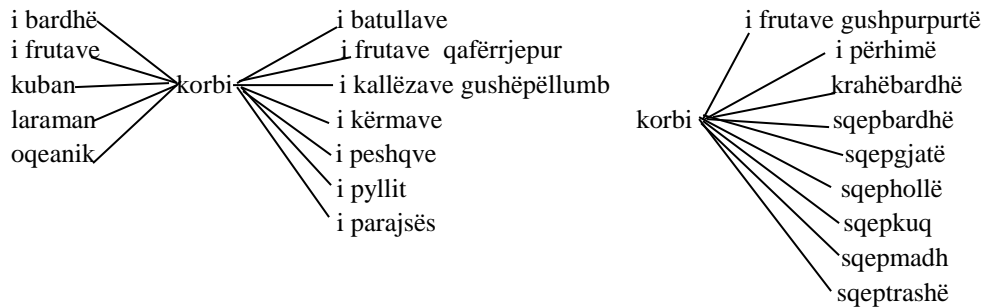 i bardhë
i frutave
kuban
laraman
oqeanik
korbi
i batullave
i frutave qafërrjepur
i kallëzave gushëpëllumb
i kërmave
i peshqve
i pyllit
i parajsës
korbi
i frutave gushpurpurtë
i përhimë
krahëbardhë
sqepbardhë
sqepgjatë
sqephollë
sqepkuq
sqepmadh
sqeptrashë